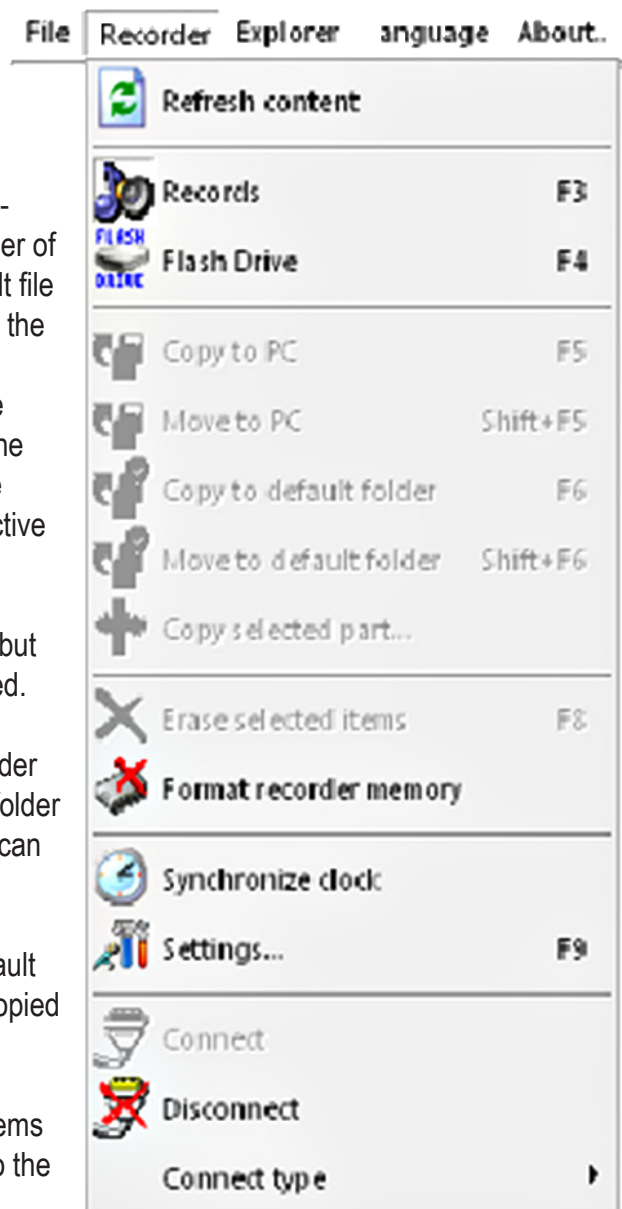 File Recorder Explorer anguage About..
Refresh content
Records F3
FLASH DRIVE
Flash Drive F4
Copy to PC F5
Move to PC Shift+F5
Copy to default folder F6
Move to default folder Shift+F6
Copy selected part...
Erase selected items F8
Format recorder memory
Synchronize clock
Settings... F9
Connect
Disconnect
Connect type
-
er of
lt file
the
e
ne
e
ctive
but
ed.
der
older
can
ault
opied
ems
o the